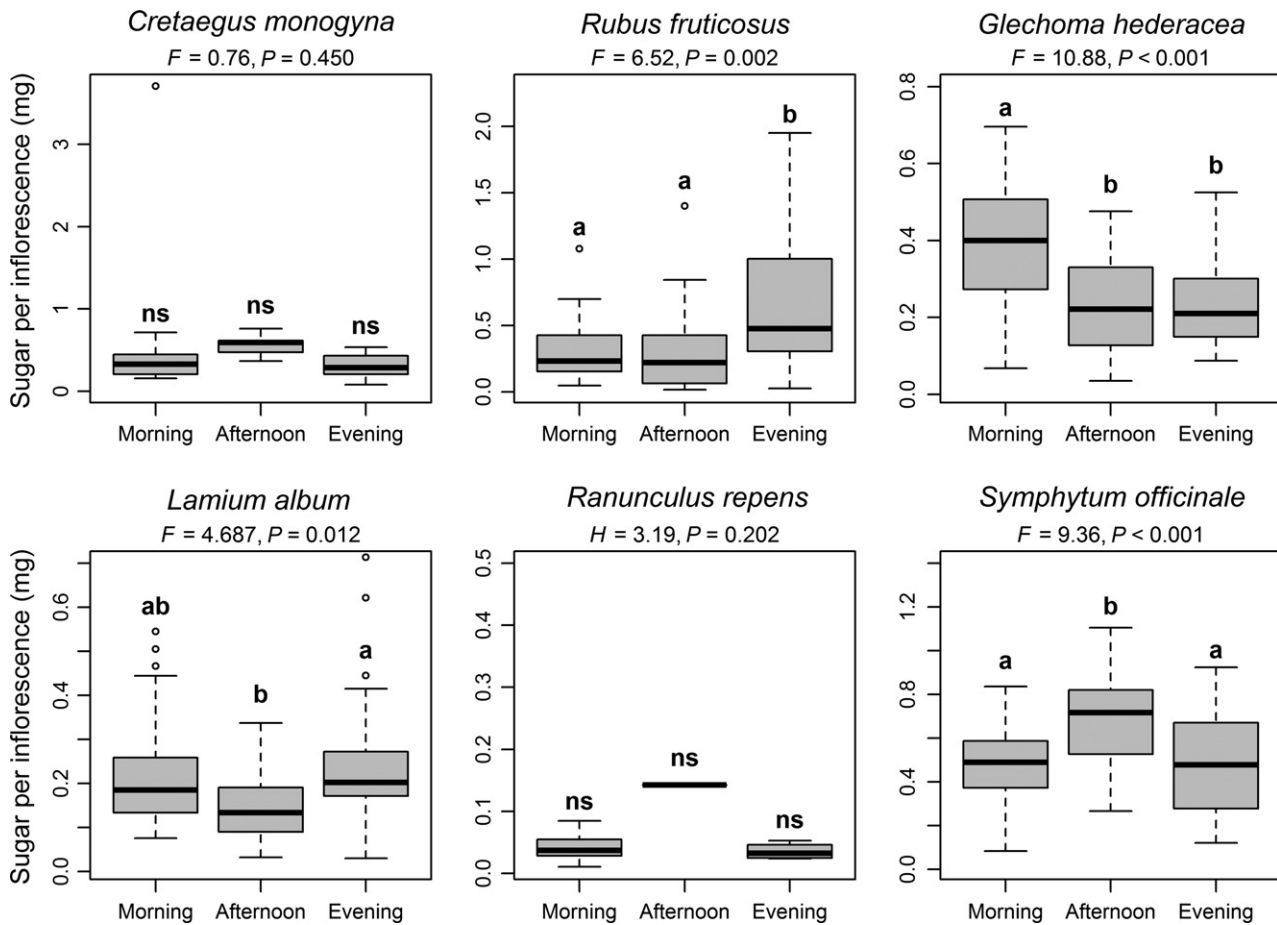 Cretaegus monogyna
F = 0.76, P = 0.450
Sugar per inflorescence (mg)
3
2
1
0
ns
ns
ns
Morning Afternoon Evening
Rubus fruticosus
F = 6.52, P = 0.002
2.0
1.5
1.0
0.5
0.0
a
a
b
Morning Afternoon Evening
Glechoma hederacea
F = 10.88, P < 0.001
0.8
0.6
0.4
0.2
0.0
a
b
b
Morning Afternoon Evening
Lamium album
F = 4.687, P = 0.012
Sugar per inflorescence (mg)
0.6
0.4
0.2
0.0
ab
b
a
Morning Afternoon Evening
Ranunculus repens
H = 3.19, P = 0.202
0.5
0.4
0.3
0.2
0.1
0.0
ns
ns
ns
Morning Afternoon Evening
Symphytum officinale
F = 9.36, P < 0.001
1.2
0.8
0.4
0.0
a
b
a
Morning Afternoon Evening